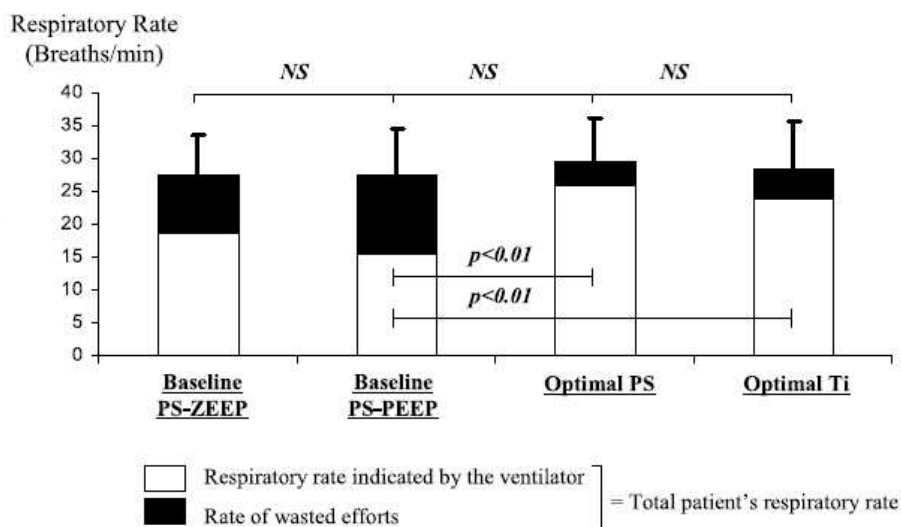 Respiratory Rate
(Breaths/min)
NS NS NS
40
35
30
25
20
15
10
5
0
p<0.01
p<0.01
Baseline
PS-ZEEP
Baseline
PS-PEEP
Optimal PS
Optimal Ti
Respiratory rate indicated by the ventilator
Rate of wasted efforts
= Total patient's respiratory rate